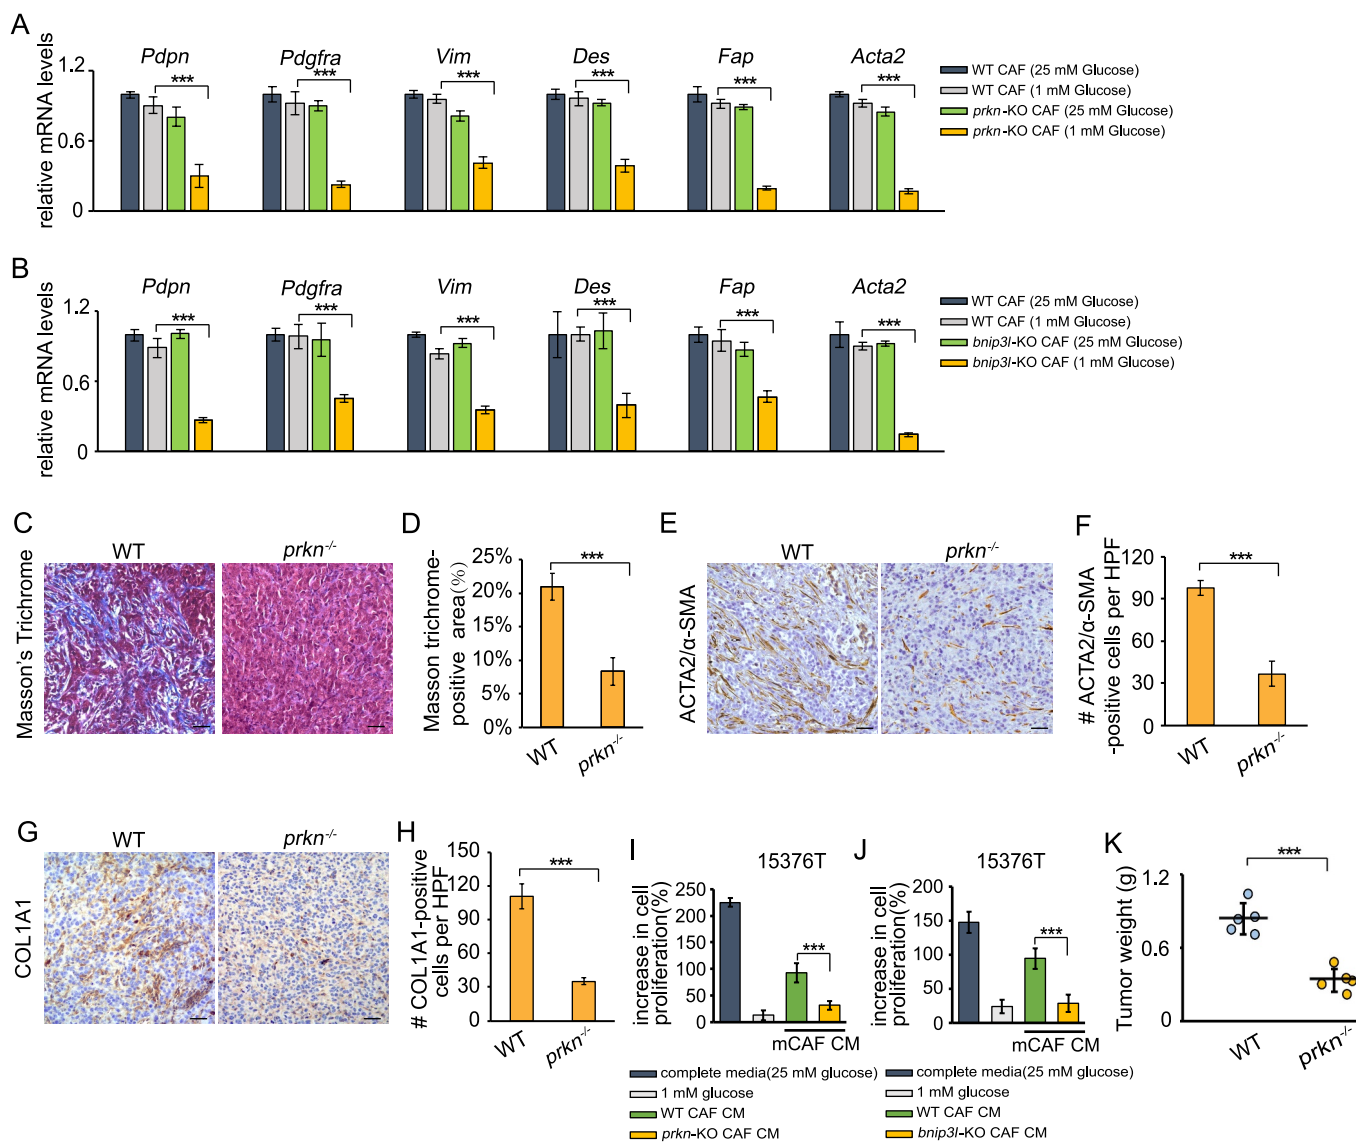 A
Pdpn
Pdgfra
Vim
Des
Fap
Acta2
relative mRNA levels
1.2
0.6
0
***
***
***
***
***
***
WT CAF (25 mM Glucose)
WT CAF (1 mM Glucose)
prkn-KO CAF (25 mM Glucose)
prkn-KO CAF (1 mM Glucose)
B
Pdpn
Pdgfra
Vim
Des
Fap
Acta2
relative mRNA levels
1.2
0.6
0
***
***
***
***
***
***
WT CAF (25 mM Glucose)
WT CAF (1 mM Glucose)
bnip3l-KO CAF (25 mM Glucose)
bnip3l-KO CAF (1 mM Glucose)
C
WT
prkn-/-
Masson's Trichrome
D
Masson trichrome-
positive area(%)
25%
20%
15%
10%
5%
0%
***
WT
prkn-/-
E
WT
prkn-/-
ACTA2/α-SMA
F
# ACTA2/α-SMA
-positive cells per HPF
120
90
60
30
0
***
WT
prkn-/-
G
WT
prkn-/-
COL1A1
H
# COL1A1-positive
cells per HPF
150
120
90
60
30
0
***
WT
prkn-/-
I
15376T
increase in cell
proliferation(%)
250
200
150
100
50
0
***
mCAF CM
complete media(25 mM glucose)
1 mM glucose
WT CAF CM
prkn-KO CAF CM
J
15376T
increase in cell
proliferation(%)
200
150
100
50
0
***
mCAF CM
complete media(25 mM glucose)
1 mM glucose
WT CAF CM
bnip3l-KO CAF CM
K
Tumor weight (g)
1.2
0.6
0
***
WT
prkn-/-